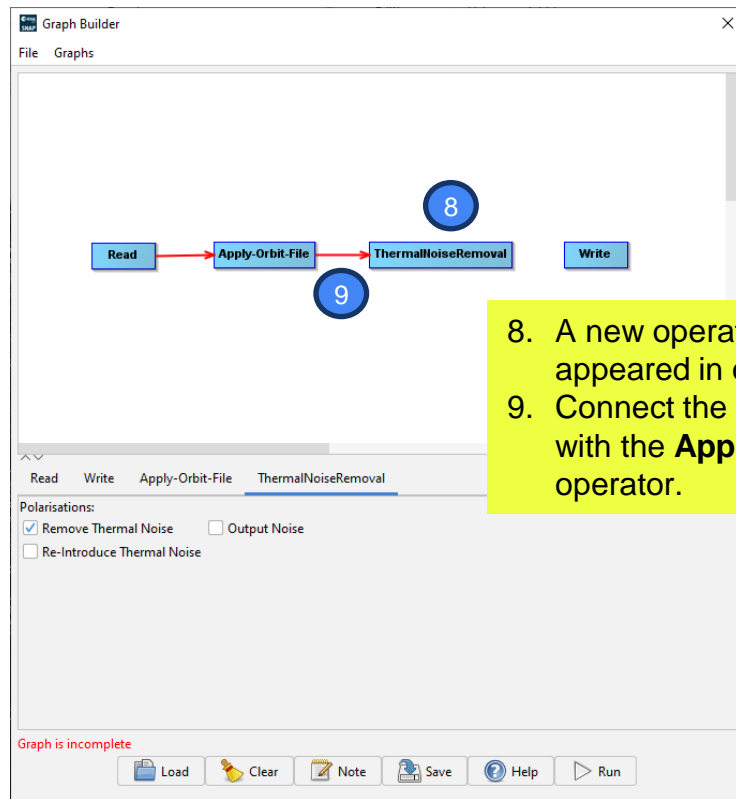 esa
SNAP
Graph Builder
File Graphs
8
Read Apply-Orbit-File ThermalNoiseRemoval Write
9
8. A new operat
appeared in
9. Connect the
with the App
operator.
Read Write Apply-Orbit-File ThermalNoiseRemoval
Polarisations:
Remove Thermal Noise Output Noise
Re-Introduce Thermal Noise
Graph is incomplete
Load Clear Note Save Help Run